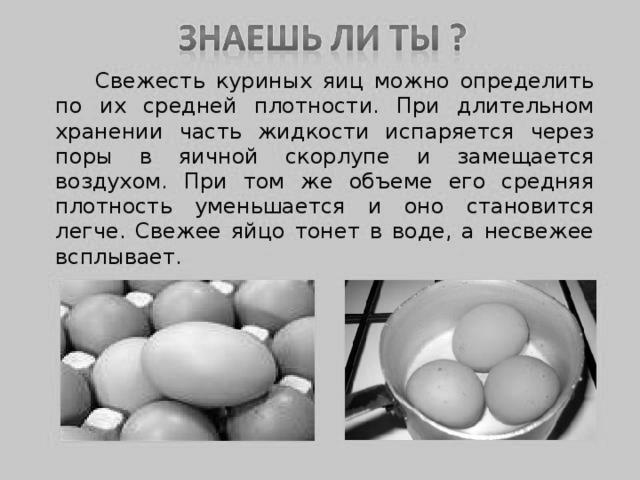 ЗНАЕШЬ ЛИ ТЫ ?
Свежесть куриных яиц можно определить
по их средней плотности. При длительном
хранении часть жидкости испаряется через
поры в яичной скорлупе и замещается
воздухом. При том же объеме его средняя
плотность уменьшается и оно становится
легче. Свежее яйцо тонет в воде, а несвежее
всплывает.